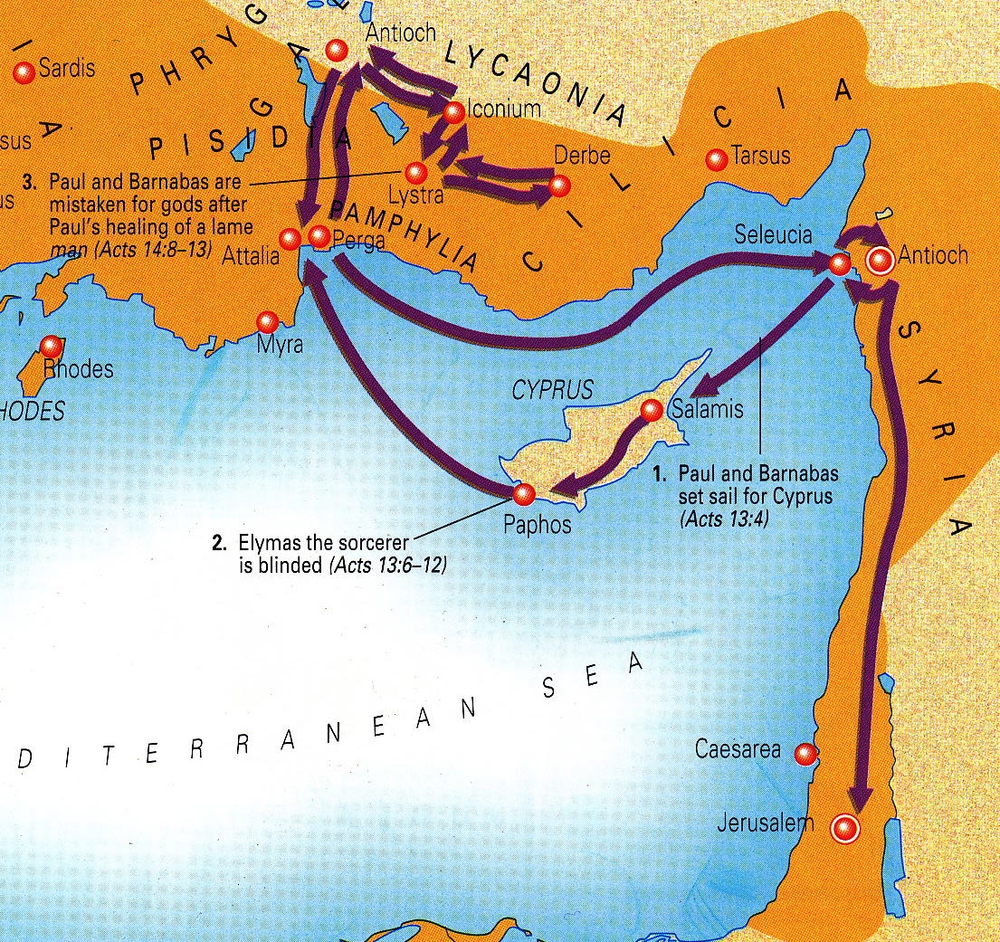 Antioch
PHRYGIA
LYCAONIA
Sardis
Iconium
CILICIA
PISIDIA
sus
A
G
Derbe
Tarsus
us
3. Paul and Barnabas are
mistaken for gods after
Paul's healing of a lame
man (Acts 14:8–13)
Lystra
PAMPHYLIA
Attalia
Perga
Seleucia
Antioch
Myra
Rhodes
HODES
CYPRUS
Salamis
SYRIA
1. Paul and Barnabas
set sail for Cyprus
(Acts 13:4)
Paphos
2. Elymas the sorcerer
is blinded (Acts 13:6–12)
DITERRANEAN SEA
Caesarea
Jerusalem